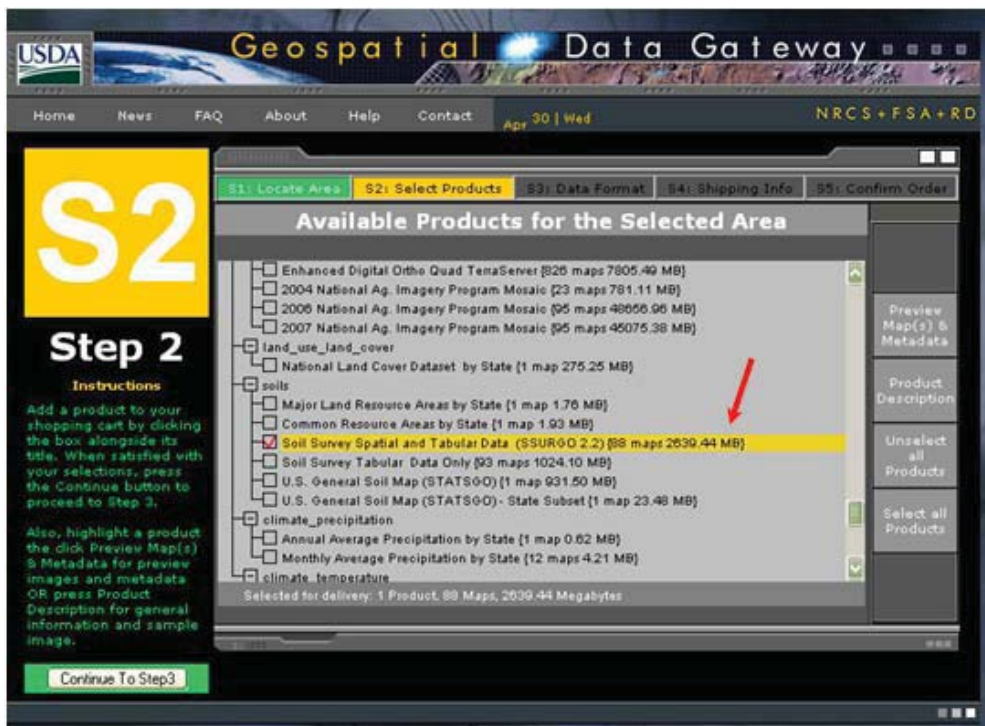 USDA
Geospatial Data Gateway
Home News FAQ About Help Contact Apr 30 | Wed NRCS+FSA+RD
S2
Step 2
Instructions
Add a product to your
shopping cart by clicking
the box alongside its
title. When satisfied with
your selections, press
the Continue button to
proceed to Step 3.
Also, highlight a product
the click Preview Map(s)
& Metadata for preview
images and metadata
OR press Product
Description for general
information and sample
image.
Continue To Step3
S1: Locate Area S2: Select Products S3: Data Format S4: Shipping Info S5: Confirm Order
Available Products for the Selected Area
Enhanced Digital Ortho Quad TerraServer {826 maps 7805.49 MB}
2004 National Ag. Imagery Program Mosaic {23 maps 781.11 MB}
2006 National Ag. Imagery Program Mosaic {95 maps 48656.96 MB}
2007 National Ag. Imagery Program Mosaic {95 maps 45075.38 MB}
land_use_land_cover
National Land Cover Dataset by State {1 map 275.25 MB}
soils
Major Land Resource Areas by State {1 map 1.76 MB}
Common Resource Areas by State {1 map 1.93 MB}
Soil Survey Spatial and Tabular Data (SSURGO 2.2) {88 maps 2639.44 MB}
Soil Survey Tabular Data Only {93 maps 1024.10 MB}
U.S. General Soil Map (STATSGO) {1 map 931.50 MB}
U.S. General Soil Map (STATSGO) - State Subset {1 map 23.48 MB}
climate_precipitation
Annual Average Precipitation by State {1 map 0.62 MB}
Monthly Average Precipitation by State {12 maps 4.21 MB}
climate_temperature
Selected for delivery: 1 Product, 88 Maps, 2639.44 Megabytes
Preview
Map(s) &
Metadata
Product
Description
Unselect
all
Products
Select all
Products